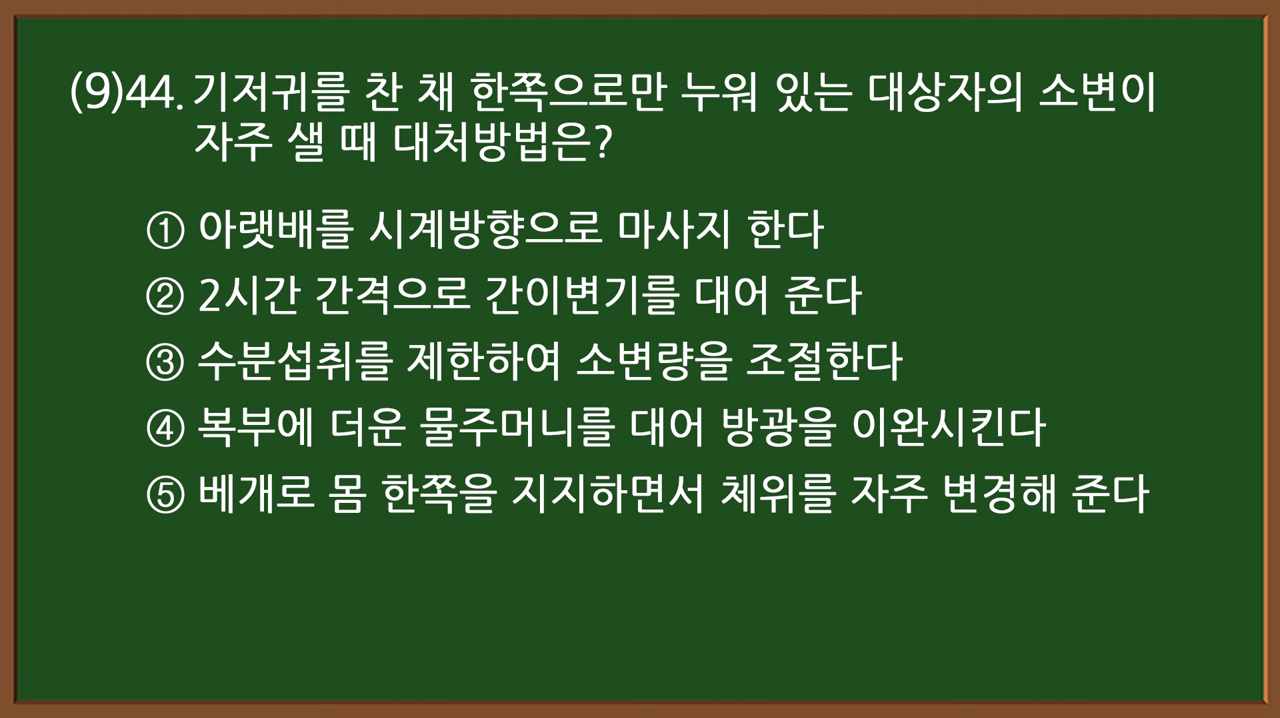 (9)44. 기저귀를 찬 채 한쪽으로만 누워 있는 대상자의 소변이
자주 샐 때 대처방법은?
① 아랫배를 시계방향으로 마사지 한다
② 2시간 간격으로 간이변기를 대어 준다
③ 수분섭취를 제한하여 소변량을 조절한다
④ 복부에 더운 물주머니를 대어 방광을 이완시킨다
⑤ 베개로 몸 한쪽을 지지하면서 체위를 자주 변경해 준다